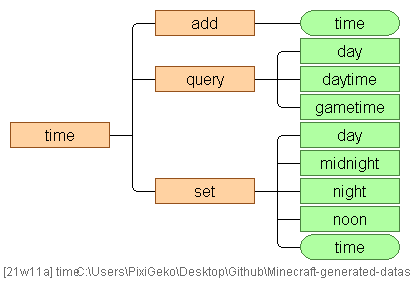 add
time
day
query
daytime
gametime
time
day
midnight
set
night
noon
time
[21w11a] timeC:\Users\PixiGeko\Desktop\Github\Minecraft-generated-datas